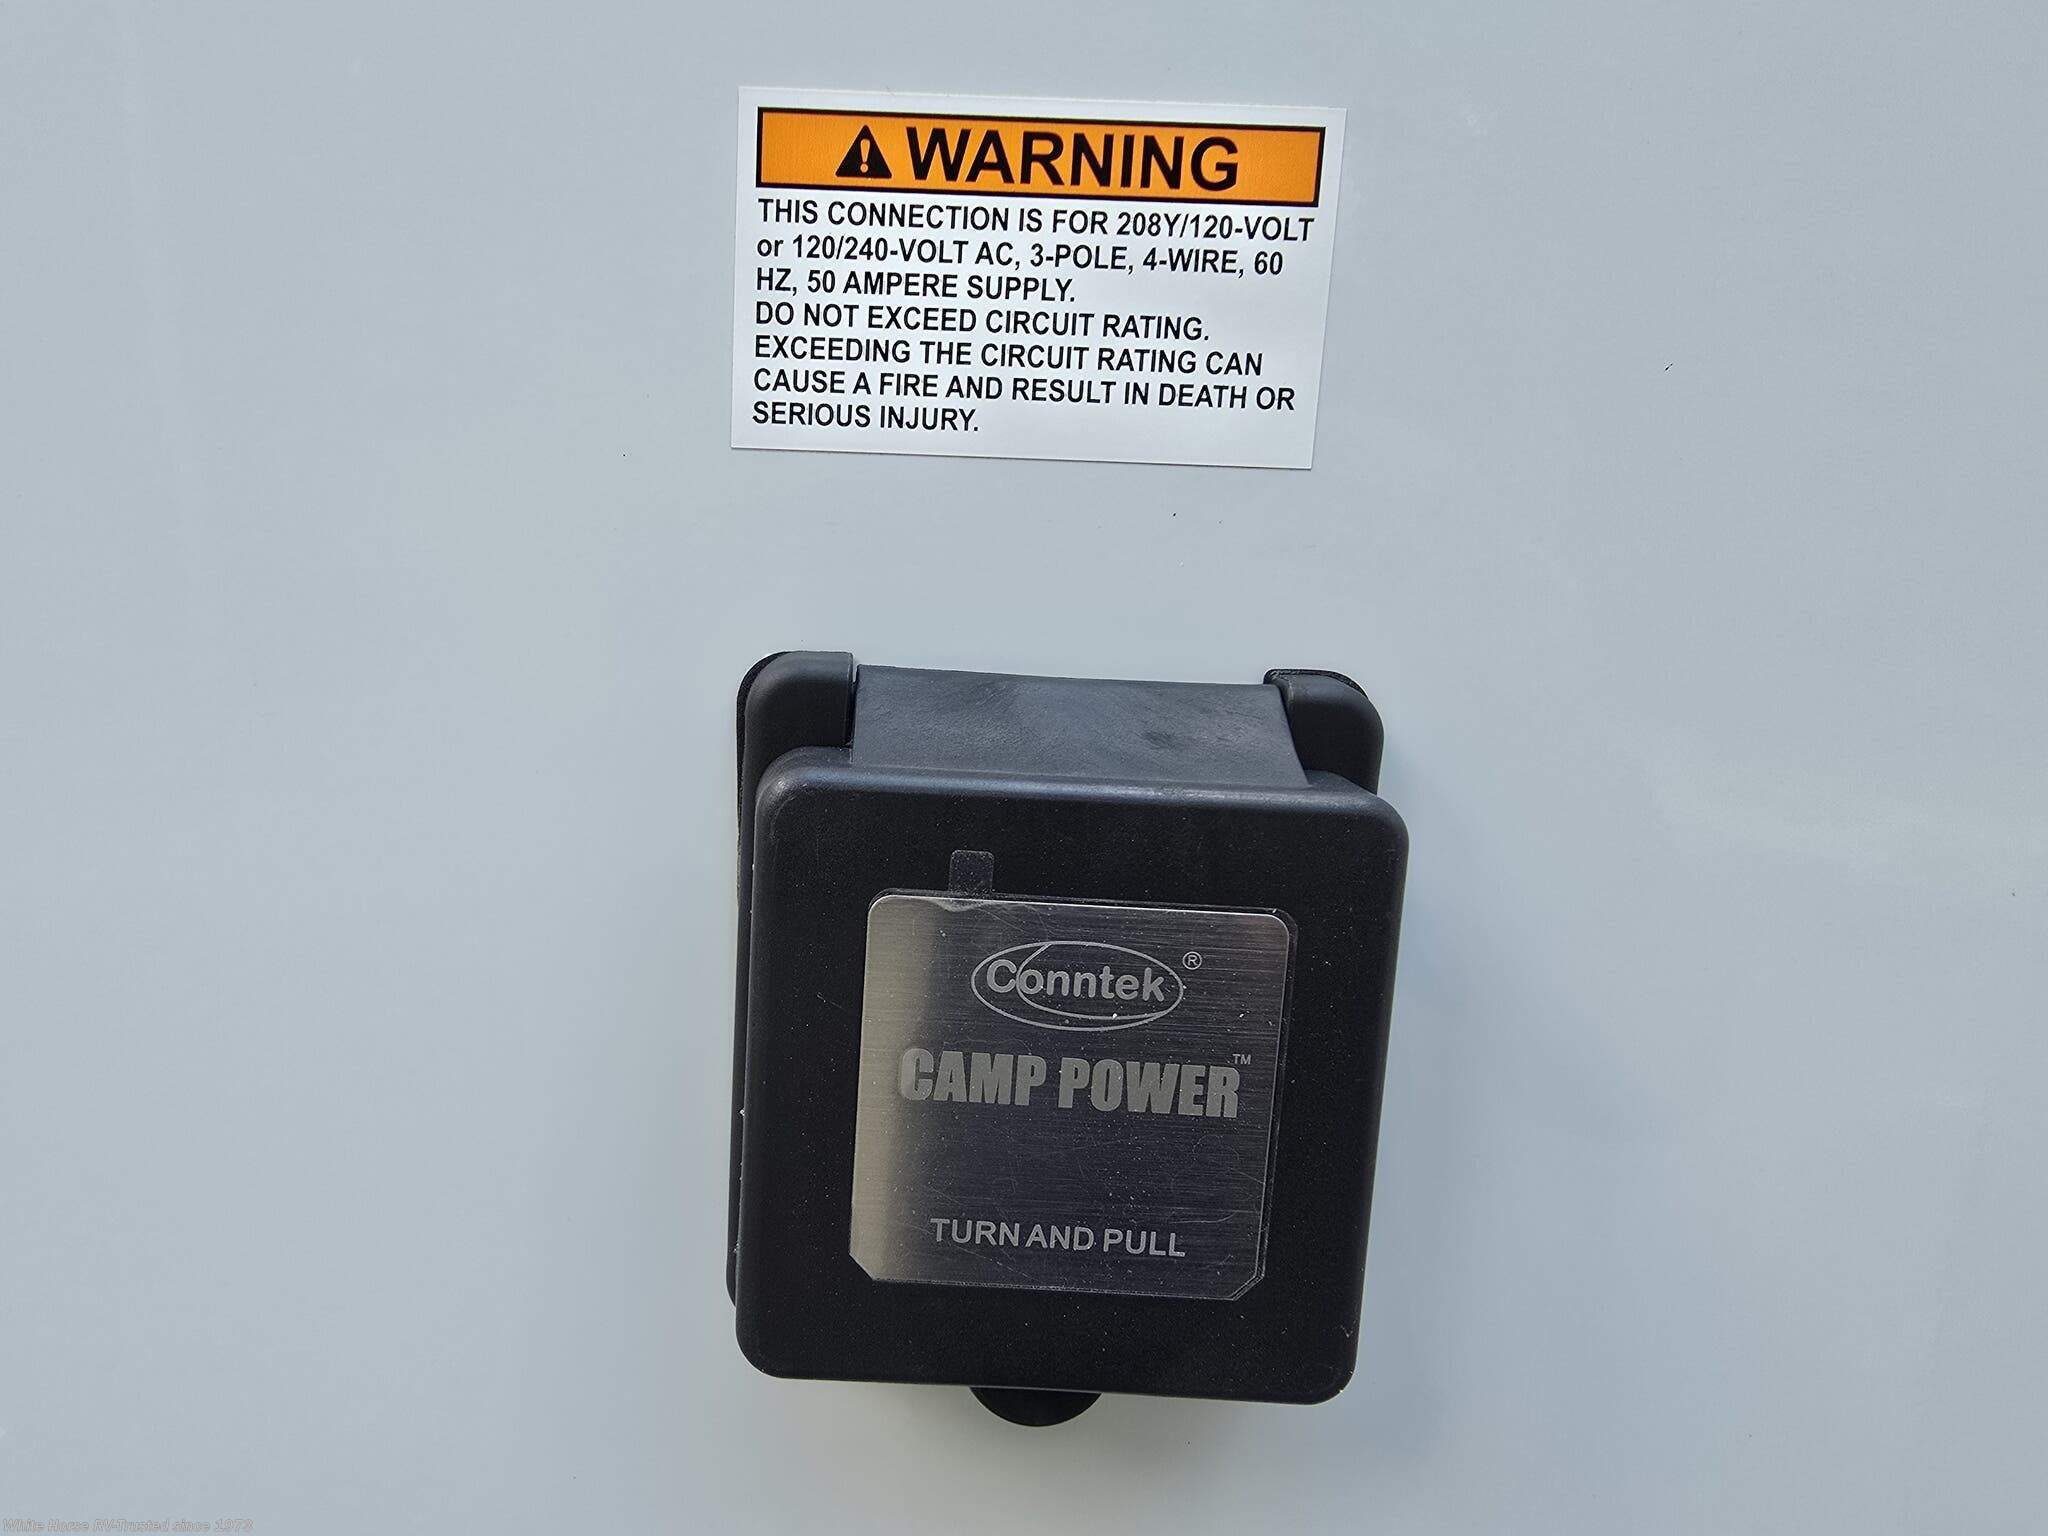 WARNING
THIS CONNECTION IS FOR 208Y/120-VOLT
or 120/240-VOLT AC, 3-POLE, 4-WIRE, 60
HZ, 50 AMPERE SUPPLY.
DO NOT EXCEED CIRCUIT RATING.
EXCEEDING THE CIRCUIT RATING CAN
CAUSE A FIRE AND RESULT IN DEATH OR
SERIOUS INJURY.
Conntek ®
CAMP POWER ™
TURN AND PULL
White Horse RV-Trusted since 1973